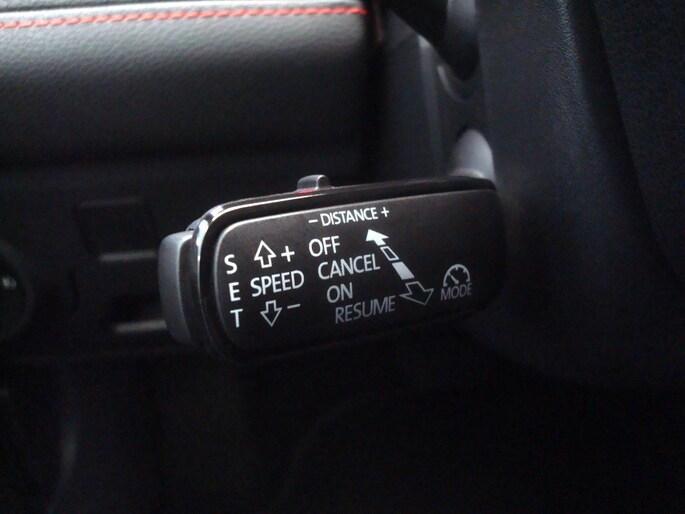 - DISTANCE +
S E T
+
SPEED
-
OFF
CANCEL
ON
RESUME
MODE